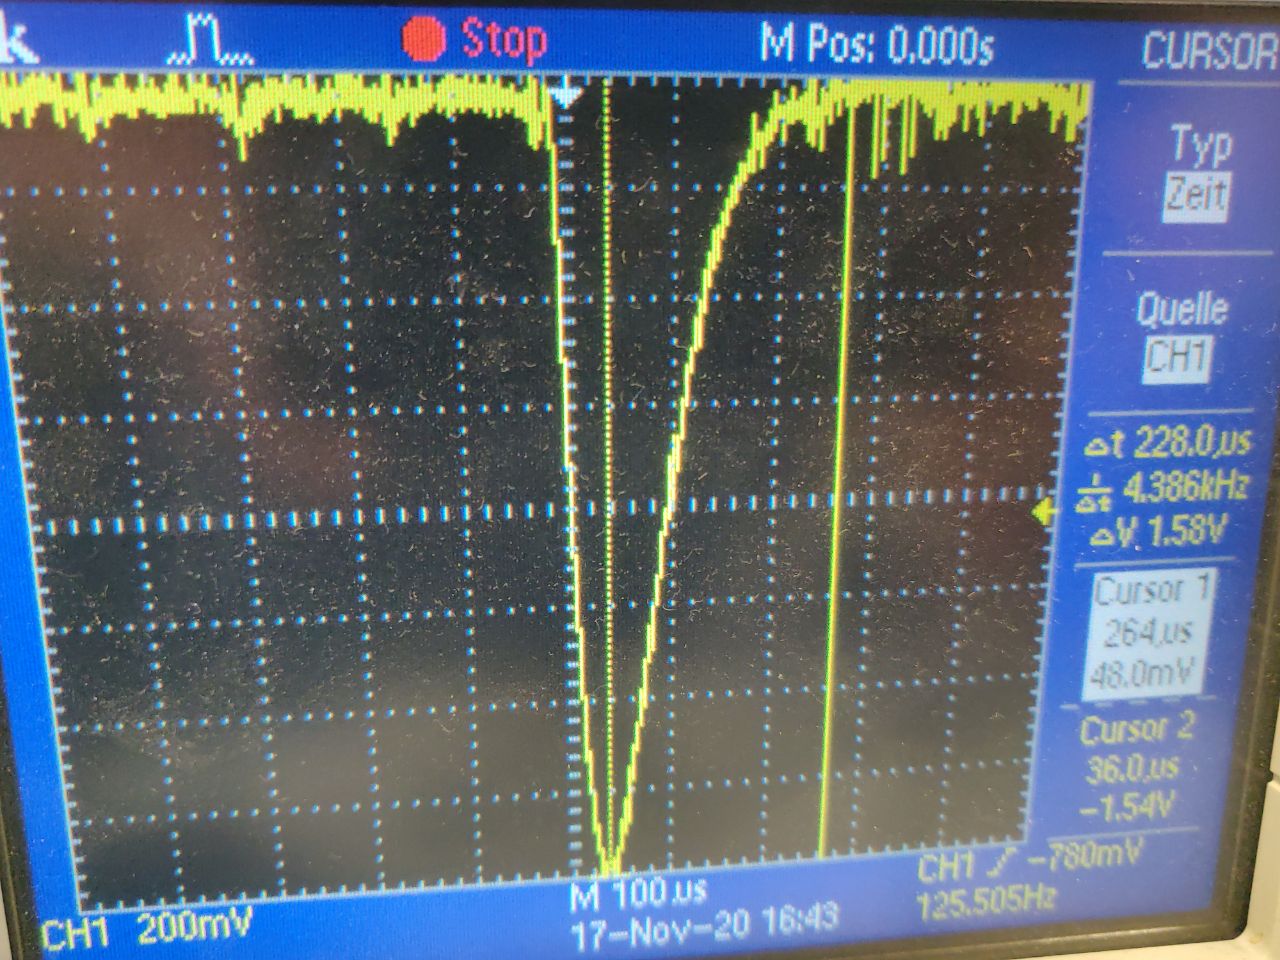 k Stop M Pos: 0.000s CURSOR
Typ
Zeit
Quelle
CH1
Δt 228.0µs
1/Δt 4.386kHz
ΔV 1.58V
Cursor 1
264µs
48.0mV
Cursor 2
36.0µs
-1.54V
CH1 200mV M 100µs CH1 -780mV
17-Nov-20 16:43 125.505Hz